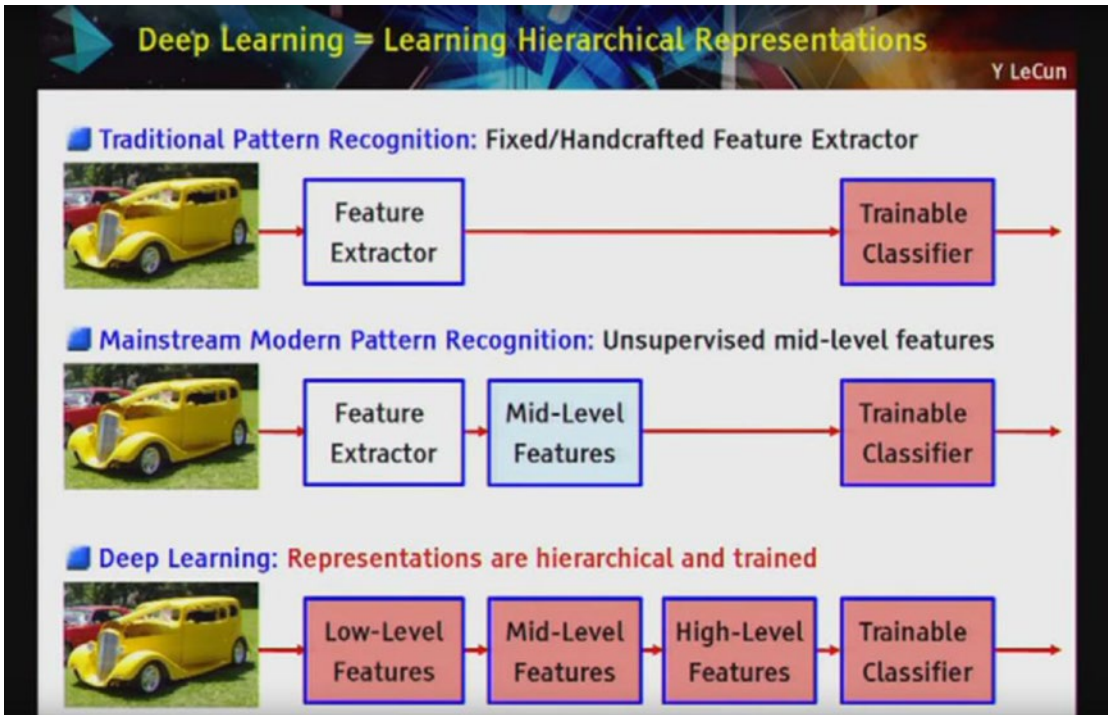 Deep Learning = Learning Hierarchical Representations
Y LeCun
Traditional Pattern Recognition: Fixed/Handcrafted Feature Extractor
Feature
Extractor
Trainable
Classifier
Mainstream Modern Pattern Recognition: Unsupervised mid-level features
Feature
Extractor
Mid-Level
Features
Trainable
Classifier
Deep Learning: Representations are hierarchical and trained
Low-Level
Features
Mid-Level
Features
High-Level
Features
Trainable
Classifier